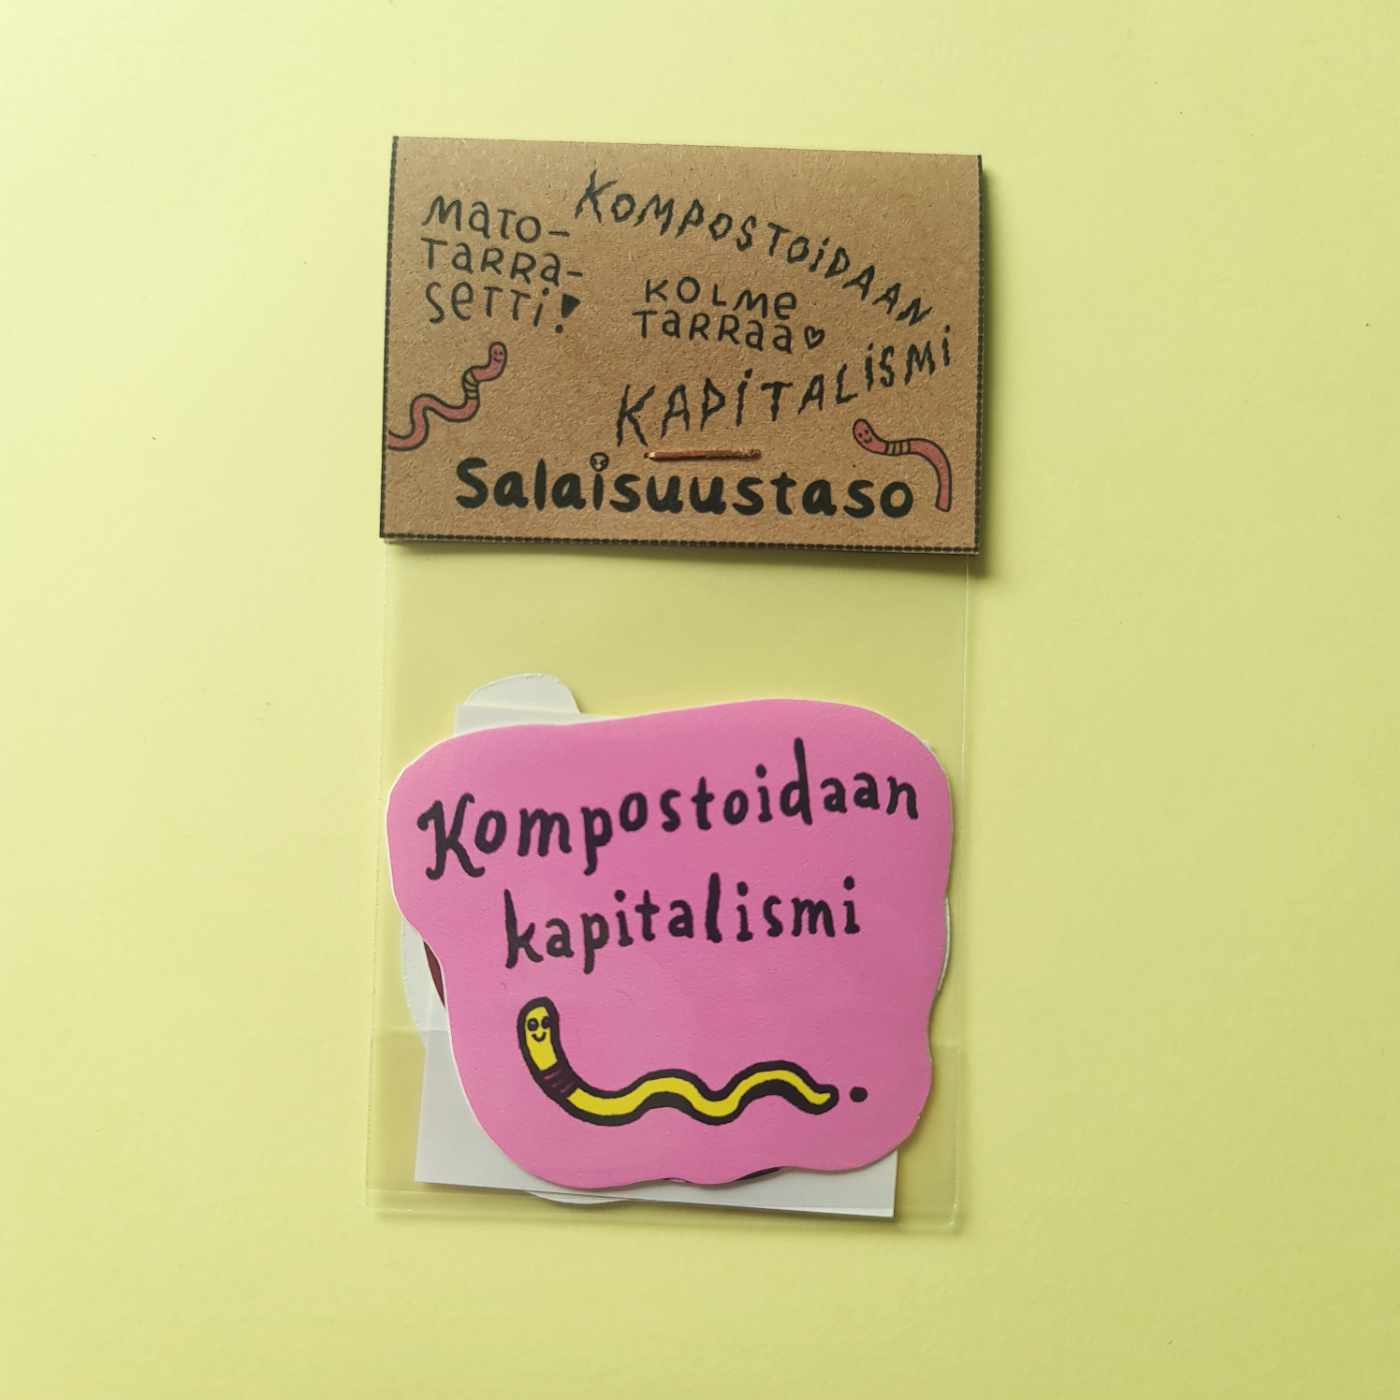 MATO-
TARRA-
SETTI!
KOMPOSTOIDAAN
KOLME
TARRAA
KAPITALISMI
Salaisuustaso
Kompostoidaan
kapitalismi